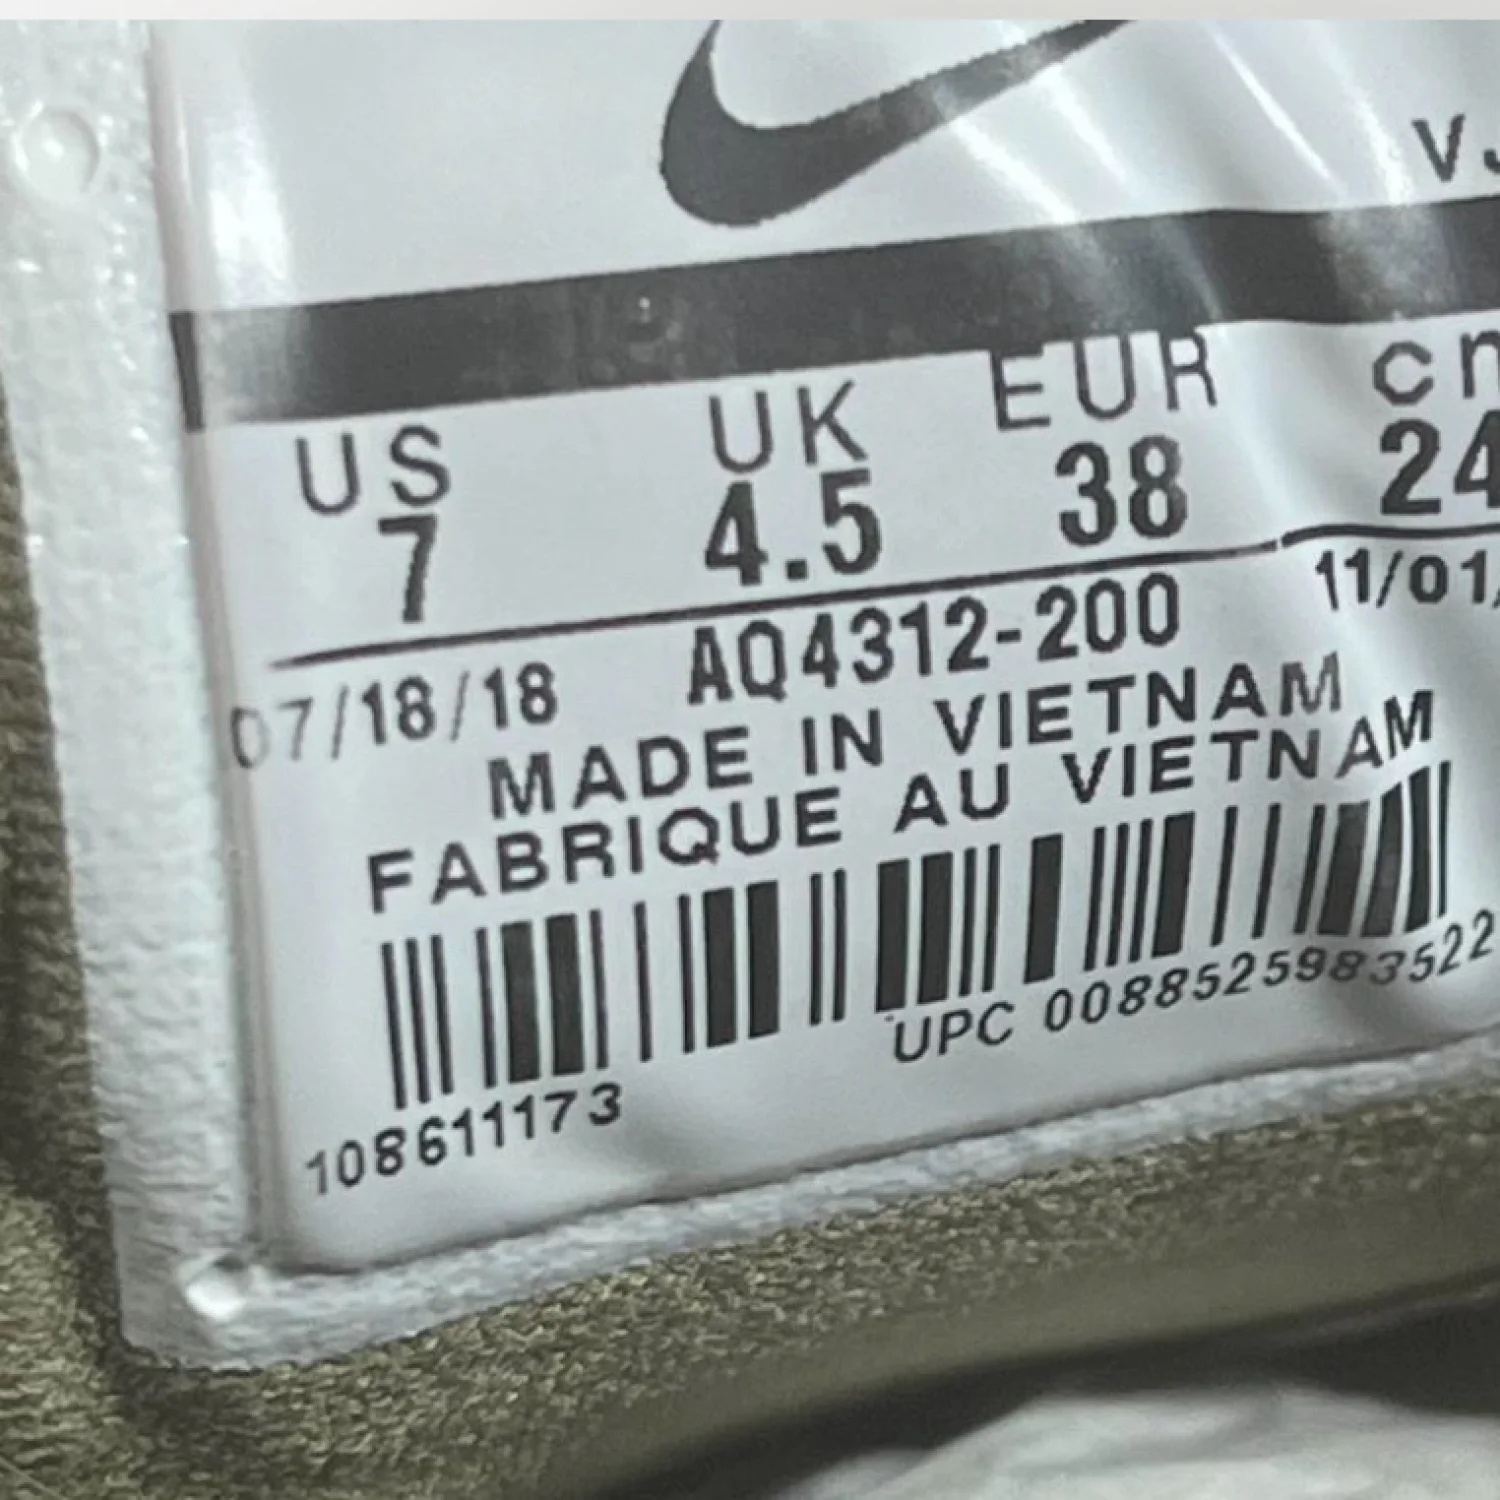 VJ
US UK EUR cm
7 4.5 38 24
07/18/18 AQ4312-200 11/01/
MADE IN VIETNAM
FABRIQUE AU VIETNAM
UPC 0088525983522
108611173